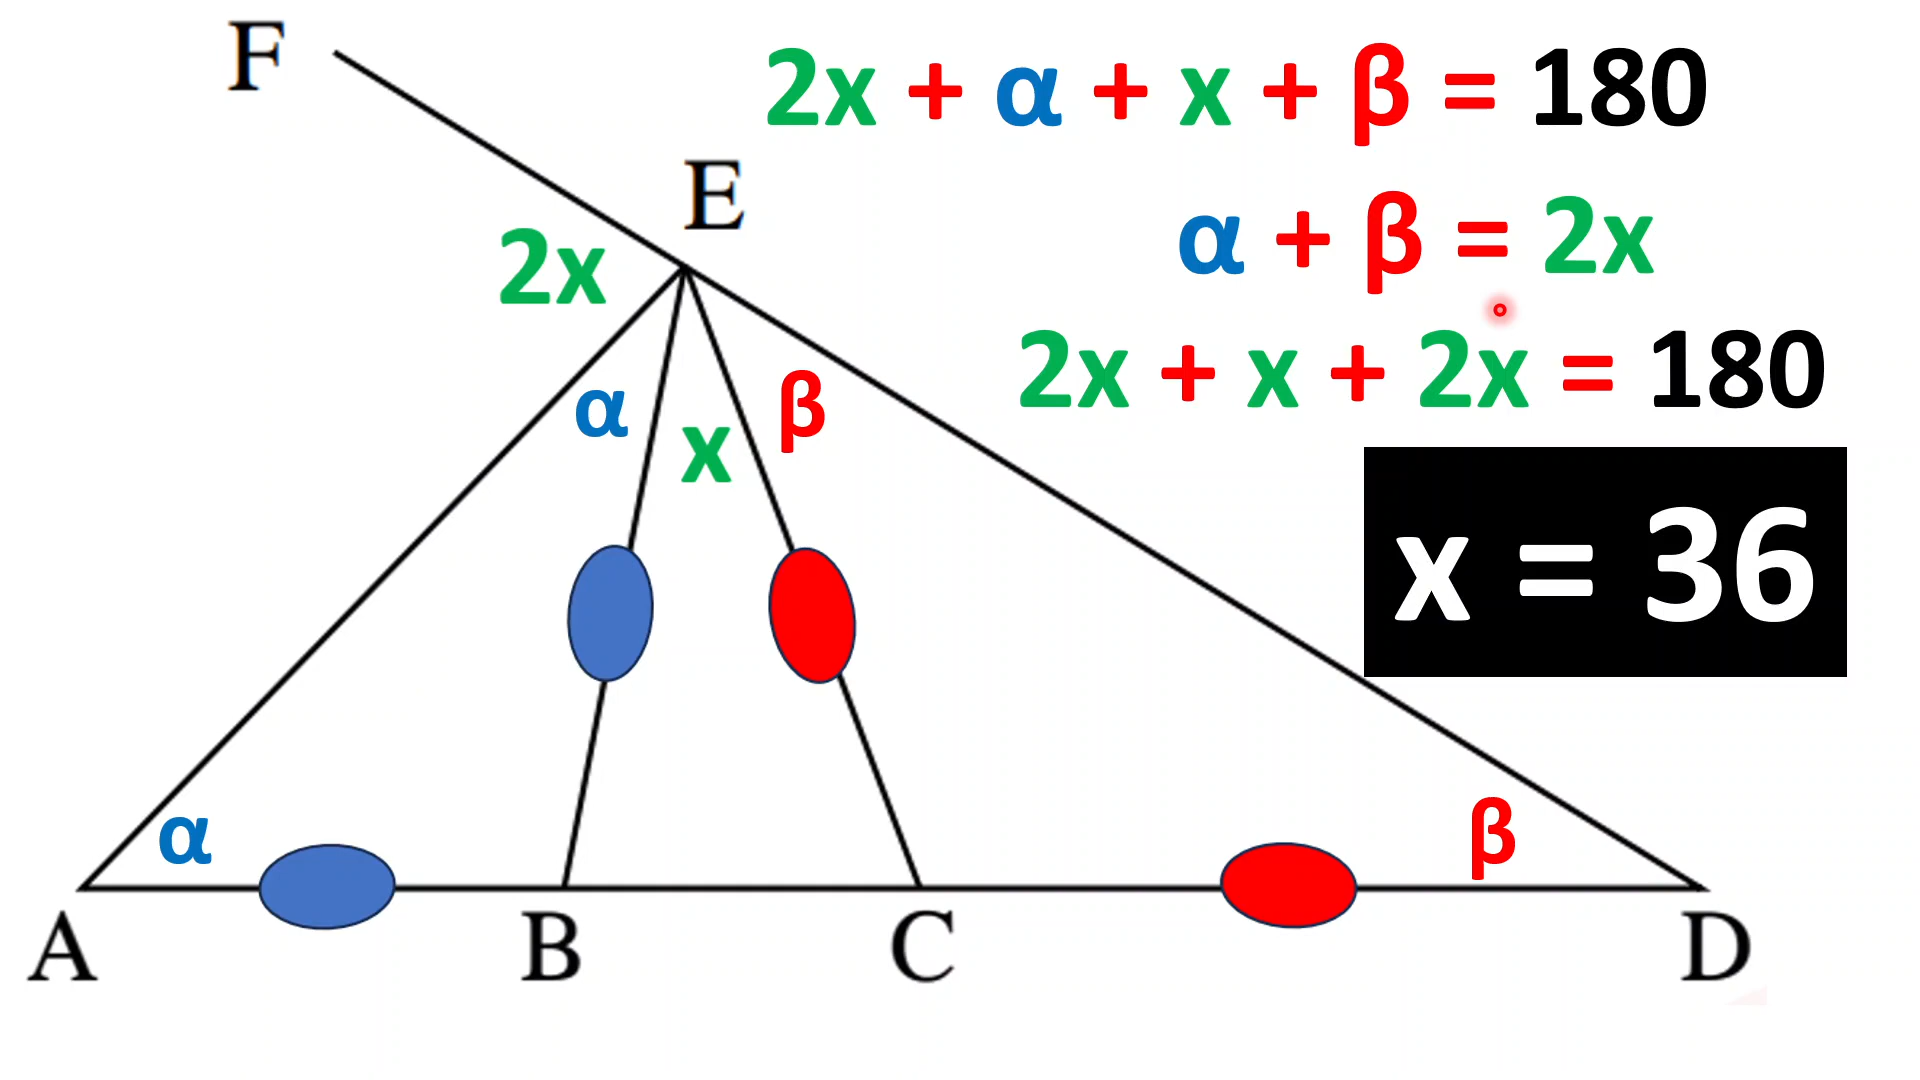 F
2x + α + x + β = 180
E
α + β = 2x
2x
2x + x + 2x = 180
α
x
β
x = 36
α
β
A
B
C
D